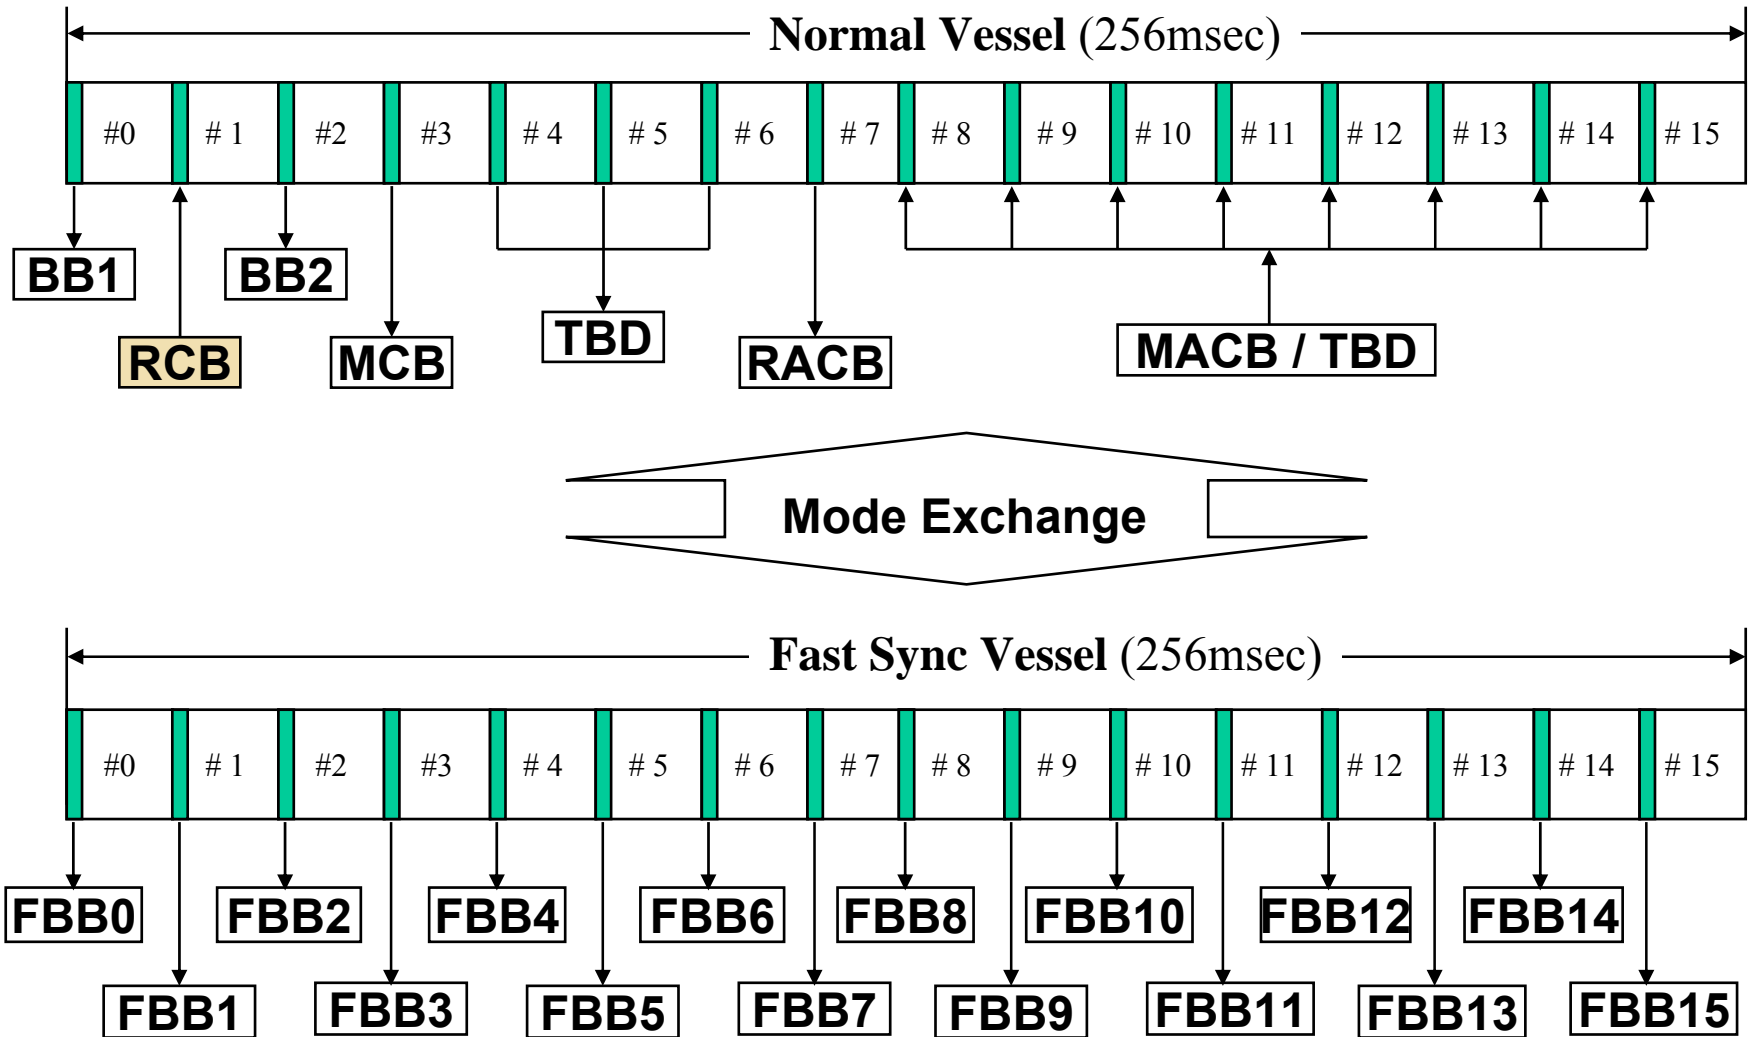 Normal Vessel (256msec)
#0 # 1 #2 #3 # 4 # 5 # 6 # 7 # 8 # 9 # 10 # 11 # 12 # 13 # 14 # 15
BB1 BB2
TBD
RCB MCB RACB MACB / TBD
Mode Exchange
Fast Sync Vessel (256msec)
#0 # 1 #2 #3 # 4 # 5 # 6 # 7 # 8 # 9 # 10 # 11 # 12 # 13 # 14 # 15
FBB0 FBB2 FBB4 FBB6 FBB8 FBB10 FBB12 FBB14
FBB1 FBB3 FBB5 FBB7 FBB9 FBB11 FBB13 FBB15